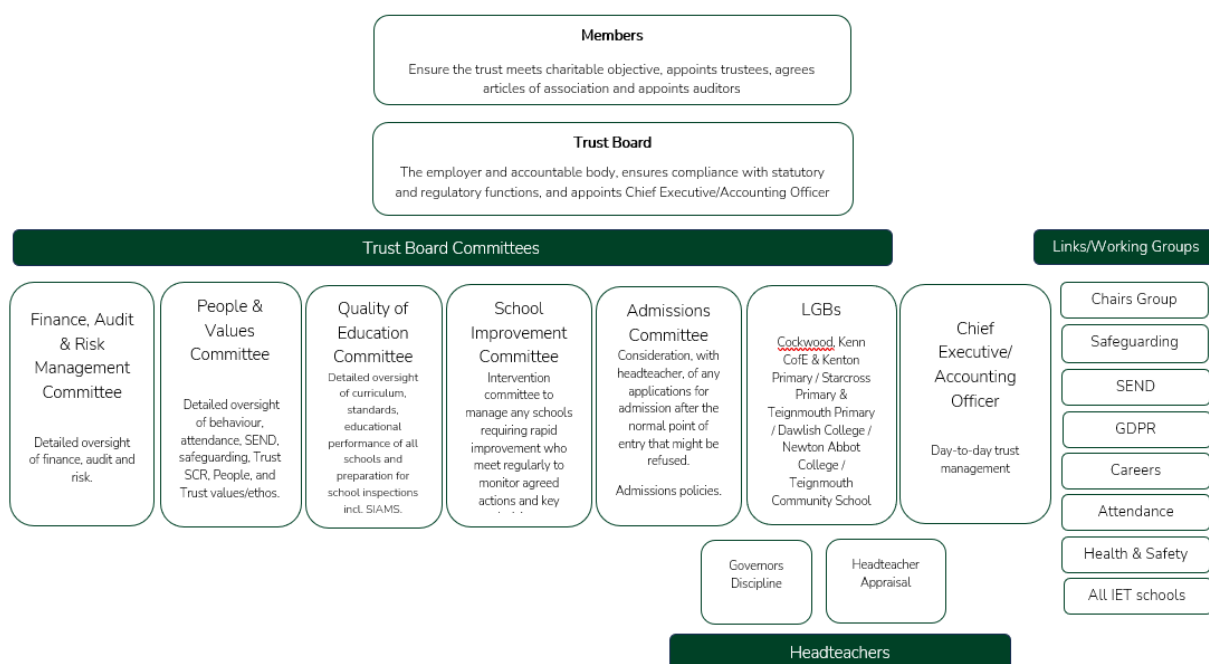 Members
Ensure the trust meets charitable objective, appoints trustees, agrees
articles of association and appoints auditors
Trust Board
The employer and accountable body, ensures compliance with statutory
and regulatory functions, and appoints Chief Executive/Accounting Officer
Trust Board Committees
Links/Working Groups
Finance, Audit
& Risk
Management
Committee
Detailed oversight
of finance, audit and
risk.
People &
Values
Committee
Detailed oversight
of behaviour,
attendance, SEND,
safeguarding, Trust
SCR, People, and
Trust values/ethos.
Quality of
Education
Committee
Detailed oversight
of curriculum,
standards,
educational
performance of all
schools and
preparation for
school inspections
incl. SIAMS.
School
Improvement
Committee
Intervention
committee to
manage any schools
requiring rapid
improvement who
meet regularly to
monitor agreed
actions and key
Admissions
Committee
Consideration, with
headteacher, of any
applications for
admission after the
normal point of
entry that might be
refused.
Admissions policies.
LGBs
Cockwood, Kenn
CofE & Kenton
Primary / Starcross
Primary &
Teignmouth Primary
/ Dawlish College /
Newton Abbot
College /
Teignmouth
Community School
Chief
Executive/
Accounting
Officer
Day-to-day trust
management
Chairs Group
Safeguarding
SEND
GDPR
Careers
Attendance
Health & Safety
All IET schools
Governors
Discipline
Headteacher
Appraisal
Headteachers